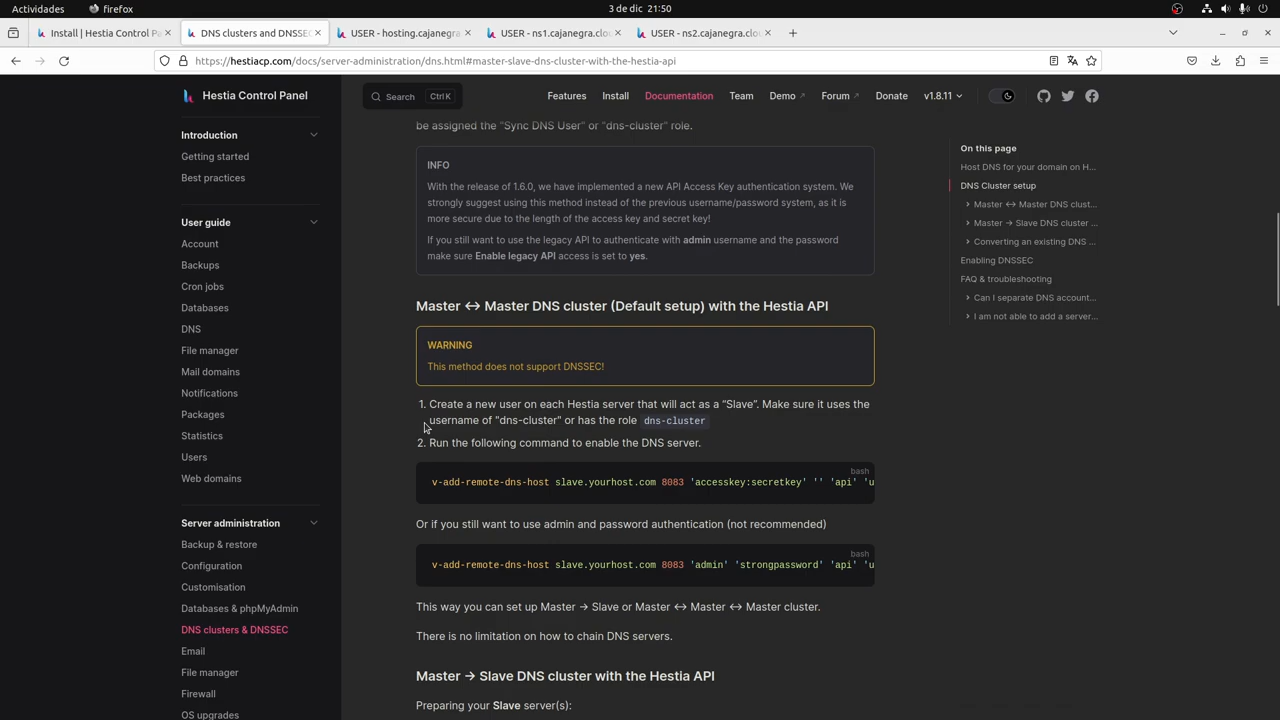 Actividades
firefox
3 de dic 21:50
Install | Hestia Control P
DNS clusters and DNSSEC
USER - hosting.cajanegra.
USER - ns1.cajanegra.clo
USER - ns2.cajanegra.clo
https://hestiacp.com/docs/server-administration/dns.html#master-slave-dns-cluster-with-the-hestia-api
Hestia Control Panel
Search Ctrl K
Features
Install
Documentation
Team
Demo
Forum
Donate
v1.8.11
Introduction
Getting started
Best practices
User guide
Account
Backups
Cron jobs
Databases
DNS
File manager
Mail domains
Notifications
Packages
Statistics
Users
Web domains
Server administration
Backup & restore
Configuration
Customisation
Databases & phpMyAdmin
DNS clusters & DNSSEC
Email
File manager
Firewall
OS upgrades
be assigned the "Sync DNS User" or "dns-cluster" role.
INFO
With the release of 1.6.0, we have implemented a new API Access Key authentication system. We
strongly suggest using this method instead of the previous username/password system, as it is
more secure due to the length of the access key and secret key!
If you still want to use the legacy API to authenticate with admin username and the password
make sure Enable legacy API access is set to yes.
Master <-> Master DNS cluster (Default setup) with the Hestia API
WARNING
This method does not support DNSSEC!
1. Create a new user on each Hestia server that will act as a “Slave”. Make sure it uses the
username of "dns-cluster" or has the role dns-cluster
2. Run the following command to enable the DNS server.
bash
v-add-remote-dns-host slave.yourhost.com 8083 'accesskey:secretkey' '' 'api' 'u
Or if you still want to use admin and password authentication (not recommended)
bash
v-add-remote-dns-host slave.yourhost.com 8083 'admin' 'strongpassword' 'api' 'u
This way you can set up Master -> Slave or Master <-> Master <-> Master cluster.
There is no limitation on how to chain DNS servers.
Master -> Slave DNS cluster with the Hestia API
Preparing your Slave server(s):
On this page
Host DNS for your domain on H...
DNS Cluster setup
Master <-> Master DNS clust...
Master -> Slave DNS cluster ...
Converting an existing DNS ...
Enabling DNSSEC
FAQ & troubleshooting
Can I separate DNS account...
I am not able to add a server...